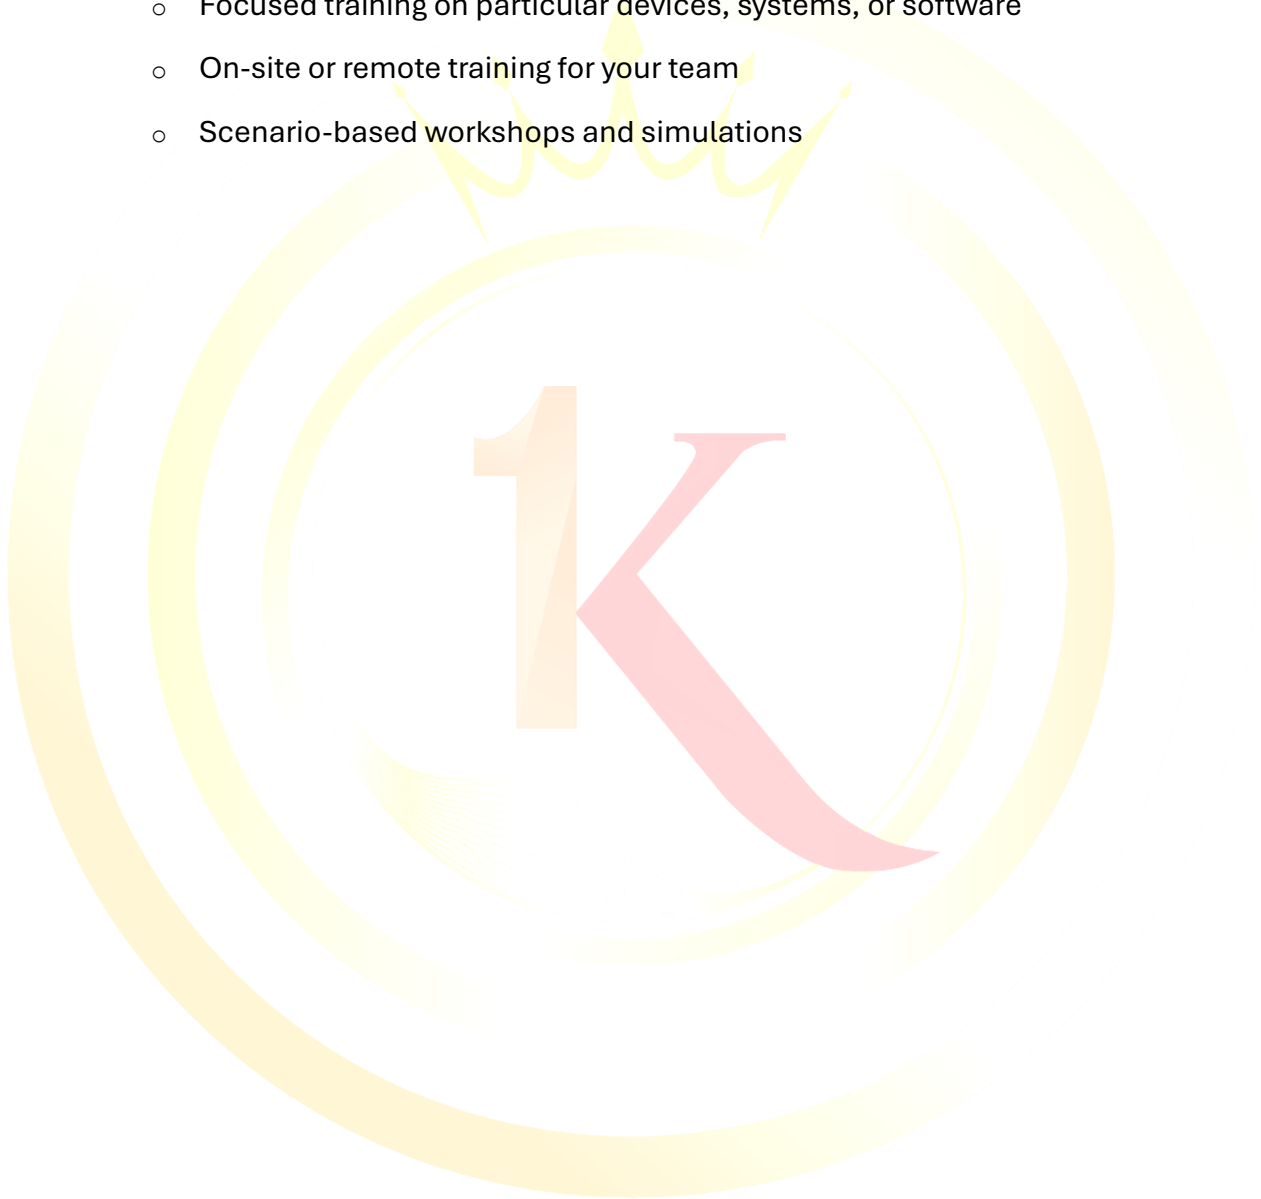 ○ Focused training on particular devices, systems, or software
○ On-site or remote training for your team
○ Scenario-based workshops and simulations
1K